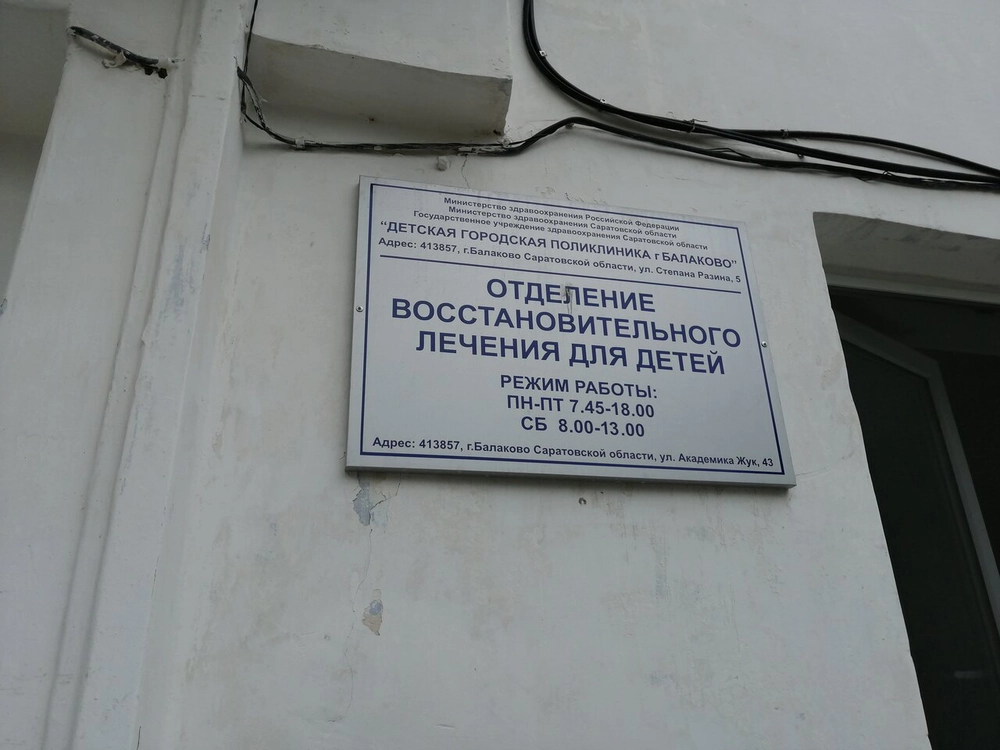 Министерство здравоохранения Российской Федерации
Министерство здравоохранения Саратовской области
Государственное учреждение здравоохранения Саратовской области
"ДЕТСКАЯ ГОРОДСКАЯ ПОЛИКЛИНИКА г БАЛАКОВО"
Адрес: 413857, г.Балаково Саратовской области, ул. Степана Разина, 5
ОТДЕЛЕНИЕ
ВОССТАНОВИТЕЛЬНОГО
ЛЕЧЕНИЯ ДЛЯ ДЕТЕЙ
РЕЖИМ РАБОТЫ:
ПН-ПТ 7.45-18.00
СБ 8.00-13.00
Адрес: 413857, г.Балаково Саратовской области, ул. Академика Жук, 43